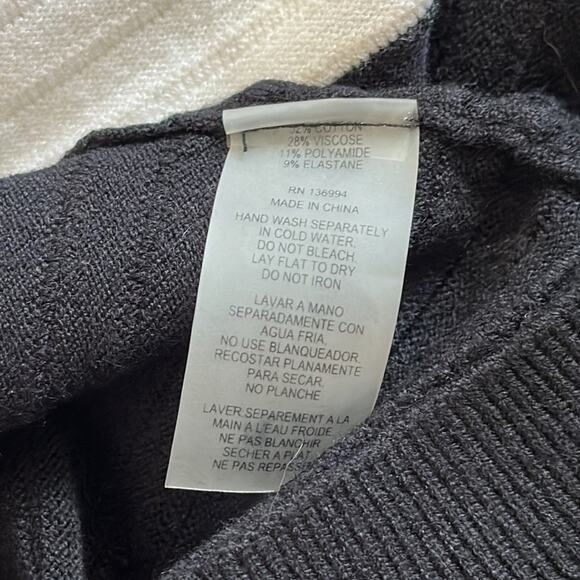 52% COTTON
28% VISCOSE
11% POLYAMIDE
9% ELASTANE
RN 136994
MADE IN CHINA
HAND WASH SEPARATELY
IN COLD WATER,
DO NOT BLEACH.
LAY FLAT TO DRY
DO NOT IRON
LAVAR A MANO
SEPARADAMENTE CON
AGUA FRIA,
NO USE BLANQUEADOR,
RECOSTAR PLANAMENTE
PARA SECAR,
NO PLANCHE
LAVER SEPAREMENT A LA
MAIN A L'EAU FROIDE
NE PAS BLANCHIR
SECHER A PLAT
NE PAS REPASS